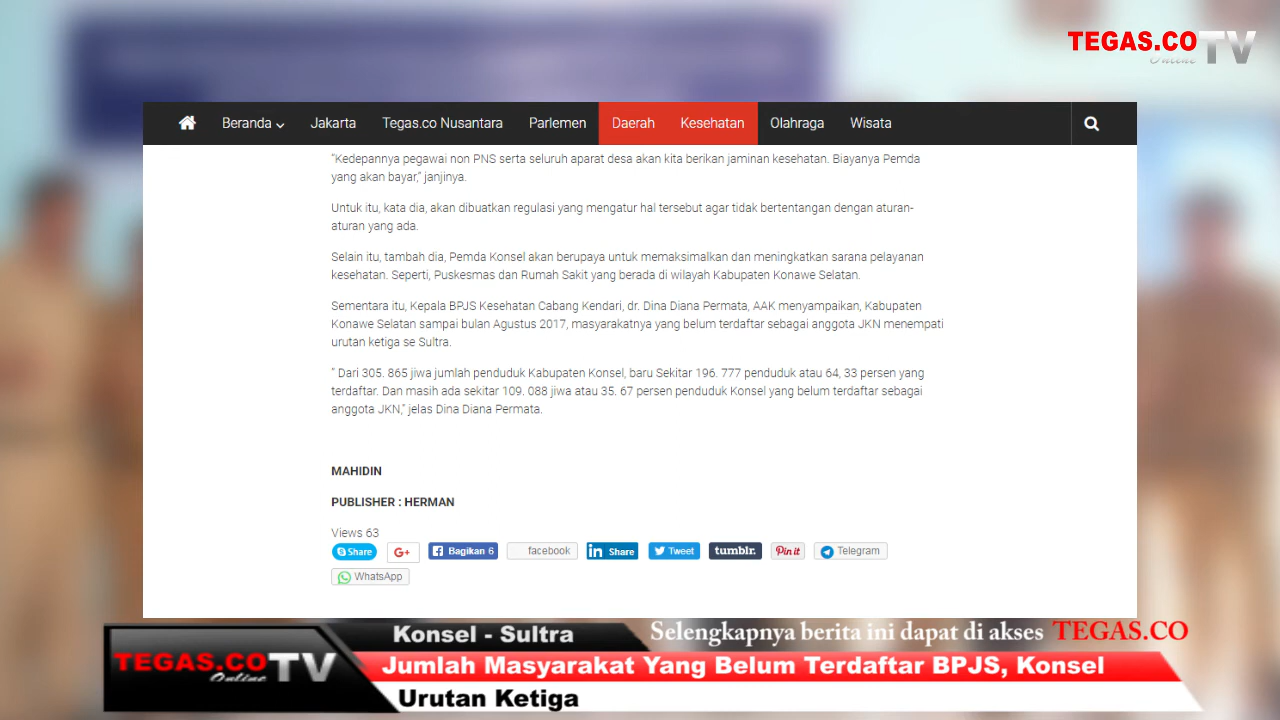 TEGAS.CO TV
Online
Beranda Jakarta Tegas.co Nusantara Parlemen Daerah Kesehatan Olahraga Wisata
“Kedepannya pegawai non PNS serta seluruh aparat desa akan kita berikan jaminan kesehatan. Biayanya Pemda
yang akan bayar,” janjinya.
Untuk itu, kata dia, akan dibuatkan regulasi yang mengatur hal tersebut agar tidak bertentangan dengan aturan-
aturan yang ada.
Selain itu, tambah dia, Pemda Konsel akan berupaya untuk memaksimalkan dan meningkatkan sarana pelayanan
kesehatan. Seperti, Puskesmas dan Rumah Sakit yang berada di wilayah Kabupaten Konawe Selatan.
Sementara itu, Kepala BPJS Kesehatan Cabang Kendari, dr. Dina Diana Permata, AAK menyampaikan, Kabupaten
Konawe Selatan sampai bulan Agustus 2017, masyarakatnya yang belum terdaftar sebagai anggota JKN menempati
urutan ketiga se Sultra.
” Dari 305. 865 jiwa jumlah penduduk Kabupaten Konsel, baru Sekitar 196. 777 penduduk atau 64, 33 persen yang
terdaftar. Dan masih ada sekitar 109. 088 jiwa atau 35. 67 persen penduduk Konsel yang belum terdaftar sebagai
anggota JKN,” jelas Dina Diana Permata.
MAHIDIN
PUBLISHER : HERMAN
Views 63
Share G+ Bagikan 6 facebook in Share Tweet tumblr. Pin it Telegram
WhatsApp
Konsel - Sultra
Selengkapnya berita ini dapat di akses TEGAS.CO
TEGAS.CO TV
Online
Jumlah Masyarakat Yang Belum Terdaftar BPJS, Konsel
Urutan Ketiga